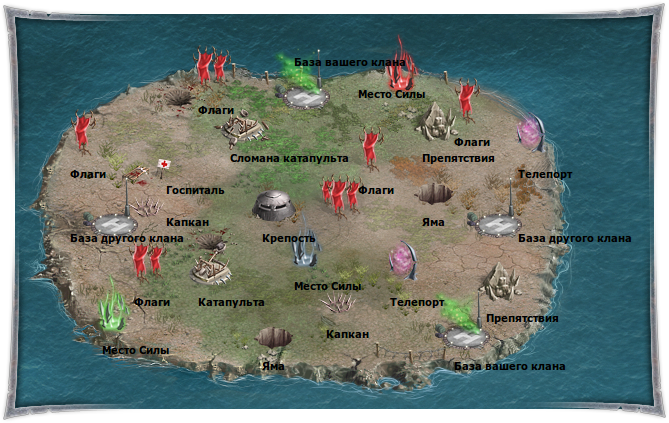 База вашего клана
Место Силы
Флаги
Флаги
Сломана катапульта
Препятствия
Флаги
Телепорт
Госпиталь
Флаги
Капкан
Яма
База другого клана
Крепость
База другого клана
Место Силы
Флаги
Катапульта
Телепорт
Препятствия
Капкан
Место Силы
Яма
База вашего клана